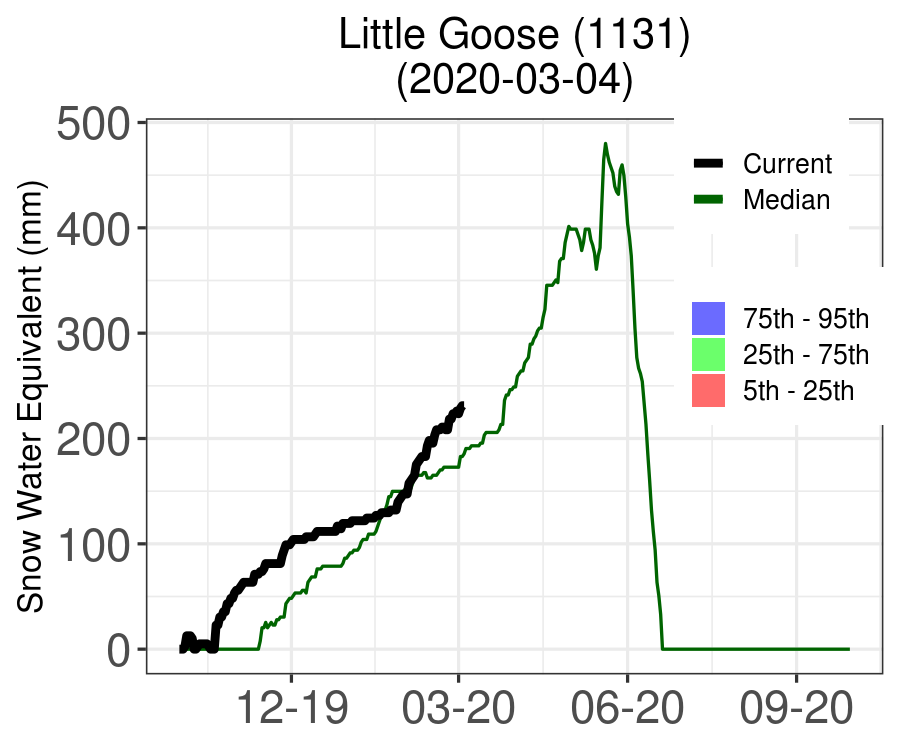 Little Goose (1131)
(2020-03-04)
Snow Water Equivalent (mm)
500
400
300
200
100
0
12-19
03-20
06-20
09-20
Current
Median
75th - 95th
25th - 75th
5th - 25th